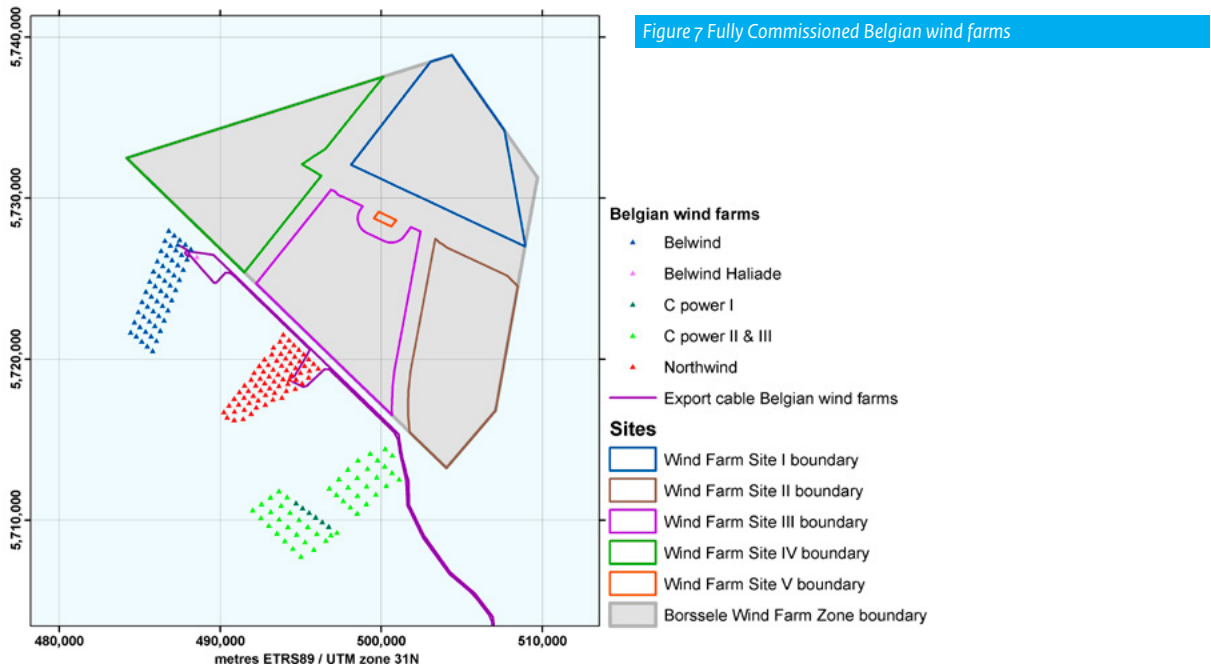 Figure 7 Fully Commissioned Belgian wind farms
5,740,000
5,730,000
5,720,000
5,710,000
480,000
490,000
500,000
510,000
metres ETRS89 / UTM zone 31N
Belgian wind farms
Belwind
Belwind Haliade
C power I
C power II & III
Northwind
Export cable Belgian wind farms
Sites
Wind Farm Site I boundary
Wind Farm Site II boundary
Wind Farm Site III boundary
Wind Farm Site IV boundary
Wind Farm Site V boundary
Borssele Wind Farm Zone boundary